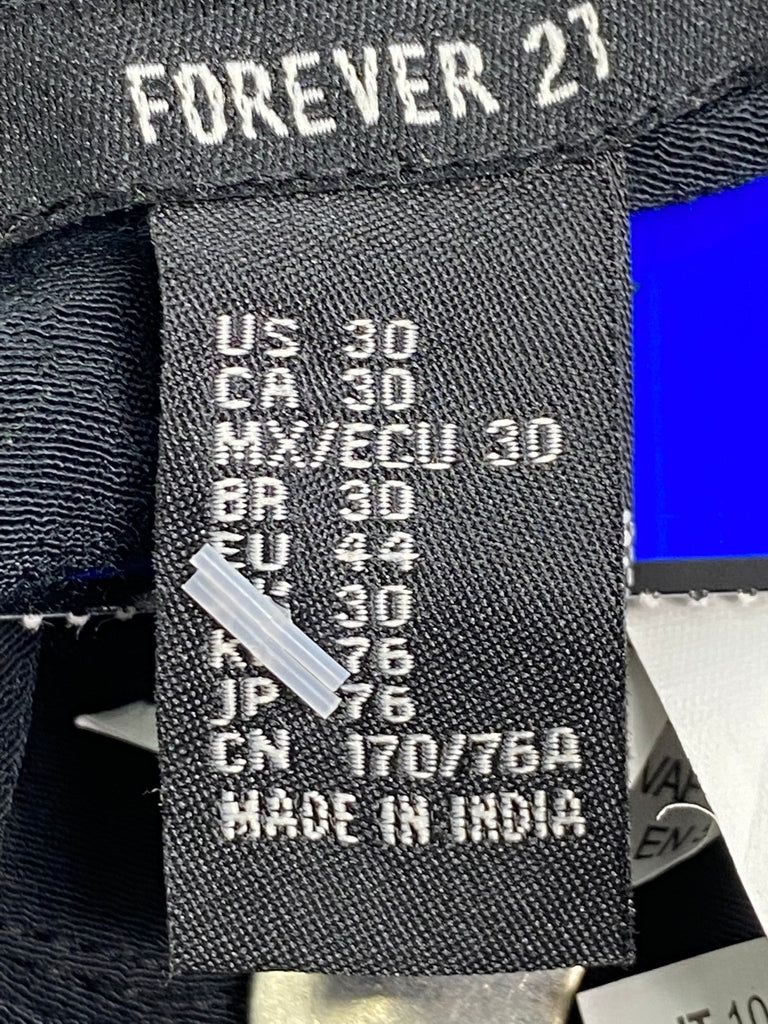 FOREVER 21
US 30
CA 30
MX/ECU 30
BR 30
EU 44
30
76
JP 76
CN 170/76A
MADE IN INDIA